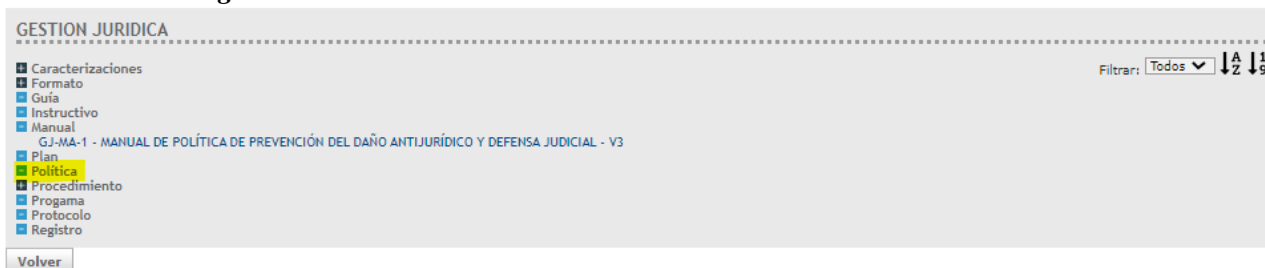 GESTION JURIDICA
Caracterizaciones
Filtrar: Todos
Formato
Guía
Instructivo
Manual
GJ-MA-1 - MANUAL DE POLÍTICA DE PREVENCIÓN DEL DAÑO ANTIJURÍDICO Y DEFENSA JUDICIAL - V3
Plan
Política
Procedimiento
Progama
Protocolo
Registro
Volver